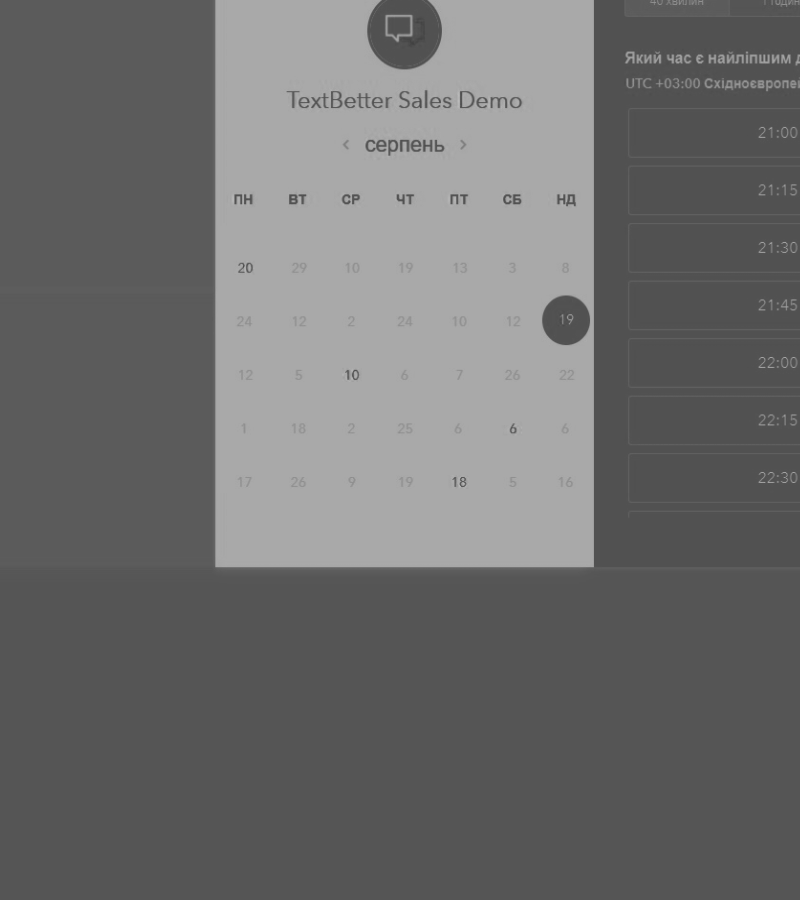 40 хвилин
1 годин
Який час є найліпшим д
UTC +03:00 Східноєвропе
TextBetter Sales Demo
‹ серпень ›
ПН ВТ СР ЧТ ПТ СБ НД
20 29 10 19 13 3 8
24 12 2 24 10 12 19
12 5 10 6 7 26 22
1 18 2 25 6 6 6
17 26 9 19 18 5 16
21:00
21:15
21:30
21:45
22:00
22:15
22:30